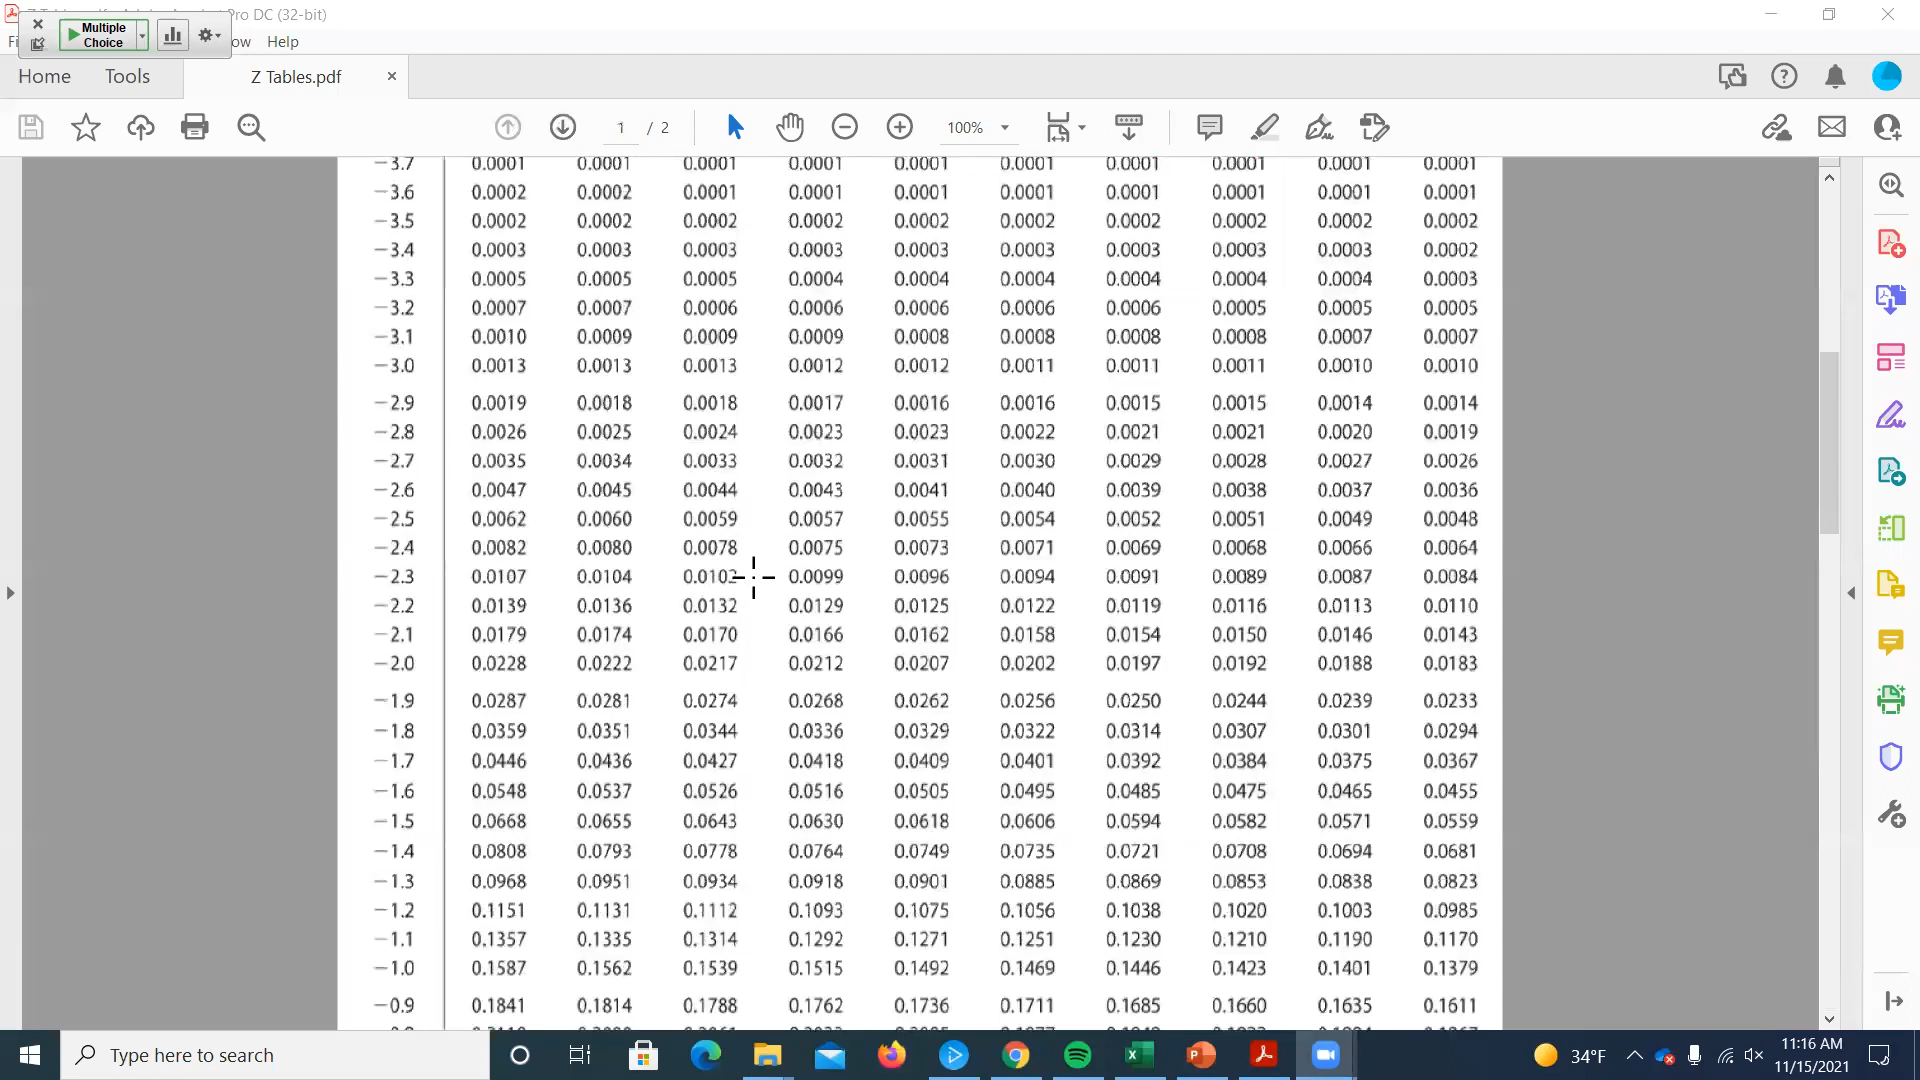 Pro DC (32-bit)
Multiple
Choice
Help
Home Tools Z Tables.pdf
1 / 2 100%
−3.7 0.0001 0.0001 0.0001 0.0001 0.0001 0.0001 0.0001 0.0001 0.0001 0.0001
−3.6 0.0002 0.0002 0.0001 0.0001 0.0001 0.0001 0.0001 0.0001 0.0001 0.0001
−3.5 0.0002 0.0002 0.0002 0.0002 0.0002 0.0002 0.0002 0.0002 0.0002 0.0002
−3.4 0.0003 0.0003 0.0003 0.0003 0.0003 0.0003 0.0003 0.0003 0.0003 0.0002
−3.3 0.0005 0.0005 0.0005 0.0004 0.0004 0.0004 0.0004 0.0004 0.0004 0.0003
−3.2 0.0007 0.0007 0.0006 0.0006 0.0006 0.0006 0.0006 0.0005 0.0005 0.0005
−3.1 0.0010 0.0009 0.0009 0.0009 0.0008 0.0008 0.0008 0.0008 0.0007 0.0007
−3.0 0.0013 0.0013 0.0013 0.0012 0.0012 0.0011 0.0011 0.0011 0.0010 0.0010
−2.9 0.0019 0.0018 0.0018 0.0017 0.0016 0.0016 0.0015 0.0015 0.0014 0.0014
−2.8 0.0026 0.0025 0.0024 0.0023 0.0023 0.0022 0.0021 0.0021 0.0020 0.0019
−2.7 0.0035 0.0034 0.0033 0.0032 0.0031 0.0030 0.0029 0.0028 0.0027 0.0026
−2.6 0.0047 0.0045 0.0044 0.0043 0.0041 0.0040 0.0039 0.0038 0.0037 0.0036
−2.5 0.0062 0.0060 0.0059 0.0057 0.0055 0.0054 0.0052 0.0051 0.0049 0.0048
−2.4 0.0082 0.0080 0.0078 0.0075 0.0073 0.0071 0.0069 0.0068 0.0066 0.0064
−2.3 0.0107 0.0104 0.0102 0.0099 0.0096 0.0094 0.0091 0.0089 0.0087 0.0084
−2.2 0.0139 0.0136 0.0132 0.0129 0.0125 0.0122 0.0119 0.0116 0.0113 0.0110
−2.1 0.0179 0.0174 0.0170 0.0166 0.0162 0.0158 0.0154 0.0150 0.0146 0.0143
−2.0 0.0228 0.0222 0.0217 0.0212 0.0207 0.0202 0.0197 0.0192 0.0188 0.0183
−1.9 0.0287 0.0281 0.0274 0.0268 0.0262 0.0256 0.0250 0.0244 0.0239 0.0233
−1.8 0.0359 0.0351 0.0344 0.0336 0.0329 0.0322 0.0314 0.0307 0.0301 0.0294
−1.7 0.0446 0.0436 0.0427 0.0418 0.0409 0.0401 0.0392 0.0384 0.0375 0.0367
−1.6 0.0548 0.0537 0.0526 0.0516 0.0505 0.0495 0.0485 0.0475 0.0465 0.0455
−1.5 0.0668 0.0655 0.0643 0.0630 0.0618 0.0606 0.0594 0.0582 0.0571 0.0559
−1.4 0.0808 0.0793 0.0778 0.0764 0.0749 0.0735 0.0721 0.0708 0.0694 0.0681
−1.3 0.0968 0.0951 0.0934 0.0918 0.0901 0.0885 0.0869 0.0853 0.0838 0.0823
−1.2 0.1151 0.1131 0.1112 0.1093 0.1075 0.1056 0.1038 0.1020 0.1003 0.0985
−1.1 0.1357 0.1335 0.1314 0.1292 0.1271 0.1251 0.1230 0.1210 0.1190 0.1170
−1.0 0.1587 0.1562 0.1539 0.1515 0.1492 0.1469 0.1446 0.1423 0.1401 0.1379
−0.9 0.1841 0.1814 0.1788 0.1762 0.1736 0.1711 0.1685 0.1660 0.1635 0.1611
Type here to search 34°F 11:16 AM
11/15/2021